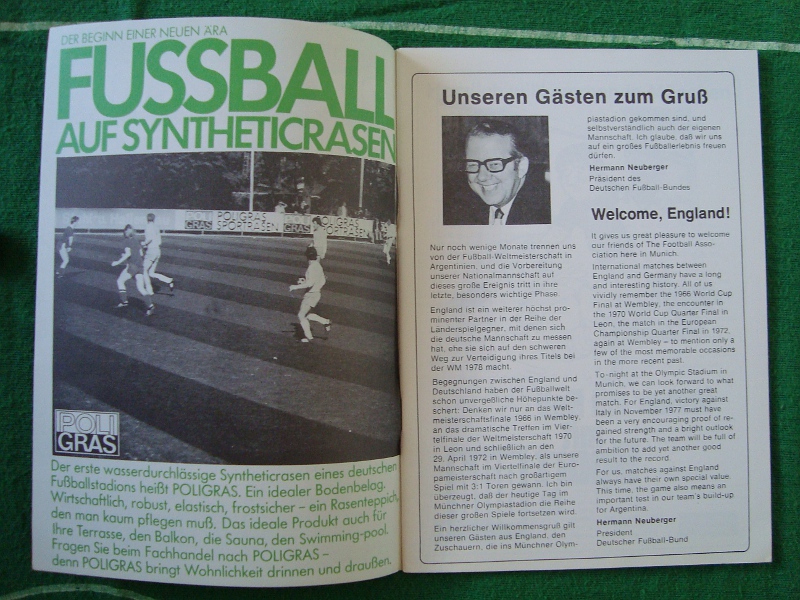 DER BEGINN EINER NEUEN ÄRA
FUSSBALL
AUF SYNTHETICRASEN
POLIGRAS
SPORTRASEN
POLIGRAS
SPORTRASEN
POLI
GRAS
Der erste wasserdurchlässige Syntheticrasen eines deutschen
Fußballstadions heißt POLIGRAS. Ein idealer Bodenbelag.
Wirtschaftlich, robust, elastisch, frostsicher – ein Rasenteppich,
den man kaum pflegen muß. Das ideale Produkt auch für
Ihre Terrasse, den Balkon, die Sauna, den Swimming-pool.
Fragen Sie beim Fachhandel nach POLIGRAS –
denn POLIGRAS bringt Wohnlichkeit drinnen und draußen.
Unseren Gästen zum Gruß
Nur noch wenige Monate trennen uns
von der Fußball-Weltmeisterschaft in
Argentinien, und die Vorbereitung
unserer Nationalmannschaft auf
dieses große Ereignis tritt in ihre
letzte, besonders wichtige Phase.
England ist ein weiterer höchst pro-
minenter Partner in der Reihe der
Länderspielgegner, mit denen sich
die deutsche Mannschaft zu messen
hat, ehe sie sich auf den schweren
Weg zur Verteidigung ihres Titels bei
der WM 1978 macht.
Begegnungen zwischen England und
Deutschland haben der Fußballwelt
schon unvergeßliche Höhepunkte be-
schert: Denken wir nur an das Welt-
meisterschaftsfinale 1966 in Wembley,
an das dramatische Treffen im Vier-
telfinale der Weltmeisterschaft 1970
in Leon und schließlich an den
29. April 1972 in Wembley, als unsere
Mannschaft im Viertelfinale der Euro-
pameisterschaft nach großartigem
Spiel mit 3:1 Toren gewann. Ich bin
überzeugt, daß der heutige Tag im
Münchner Olympiastadion die Reihe
dieser großen Spiele fortsetzen wird.
Ein herzlicher Willkommensgruß gilt
unseren Gästen aus England, den
Zuschauern, die ins Münchner Olym-
piastadion gekommen sind, und
selbstverständlich auch der eigenen
Mannschaft. Ich glaube, daß wir uns
auf ein großes Fußballerlebnis freuen
dürfen.
Hermann Neuberger
Präsident des
Deutschen Fußball-Bundes
Welcome, England!
It gives us great pleasure to welcome
our friends of The Football Asso-
ciation here in Munich.
International matches between
England and Germany have a long
and interesting history. All of us
vividly remember the 1966 World Cup
Final at Wembley, the encounter in
the 1970 World Cup Quarter Final in
Leon, the match in the European
Championship Quarter Final in 1972,
again at Wembley – to mention only a
few of the most memorable occasions
in the more recent past.
To-night at the Olympic Stadium in
Munich, we can look forward to what
promises to be yet another great
match. For England, victory against
Italy in November 1977 must have
been a very encouraging proof of re-
gained strength and a bright outlook
for the future. The team will be full of
ambition to add yet another good
result to the record.
For us, matches against England
always have their own special value.
This time, the game also means an
important test in our team's build-up
for Argentina.
Hermann Neuberger
President
Deutscher Fußball-Bund